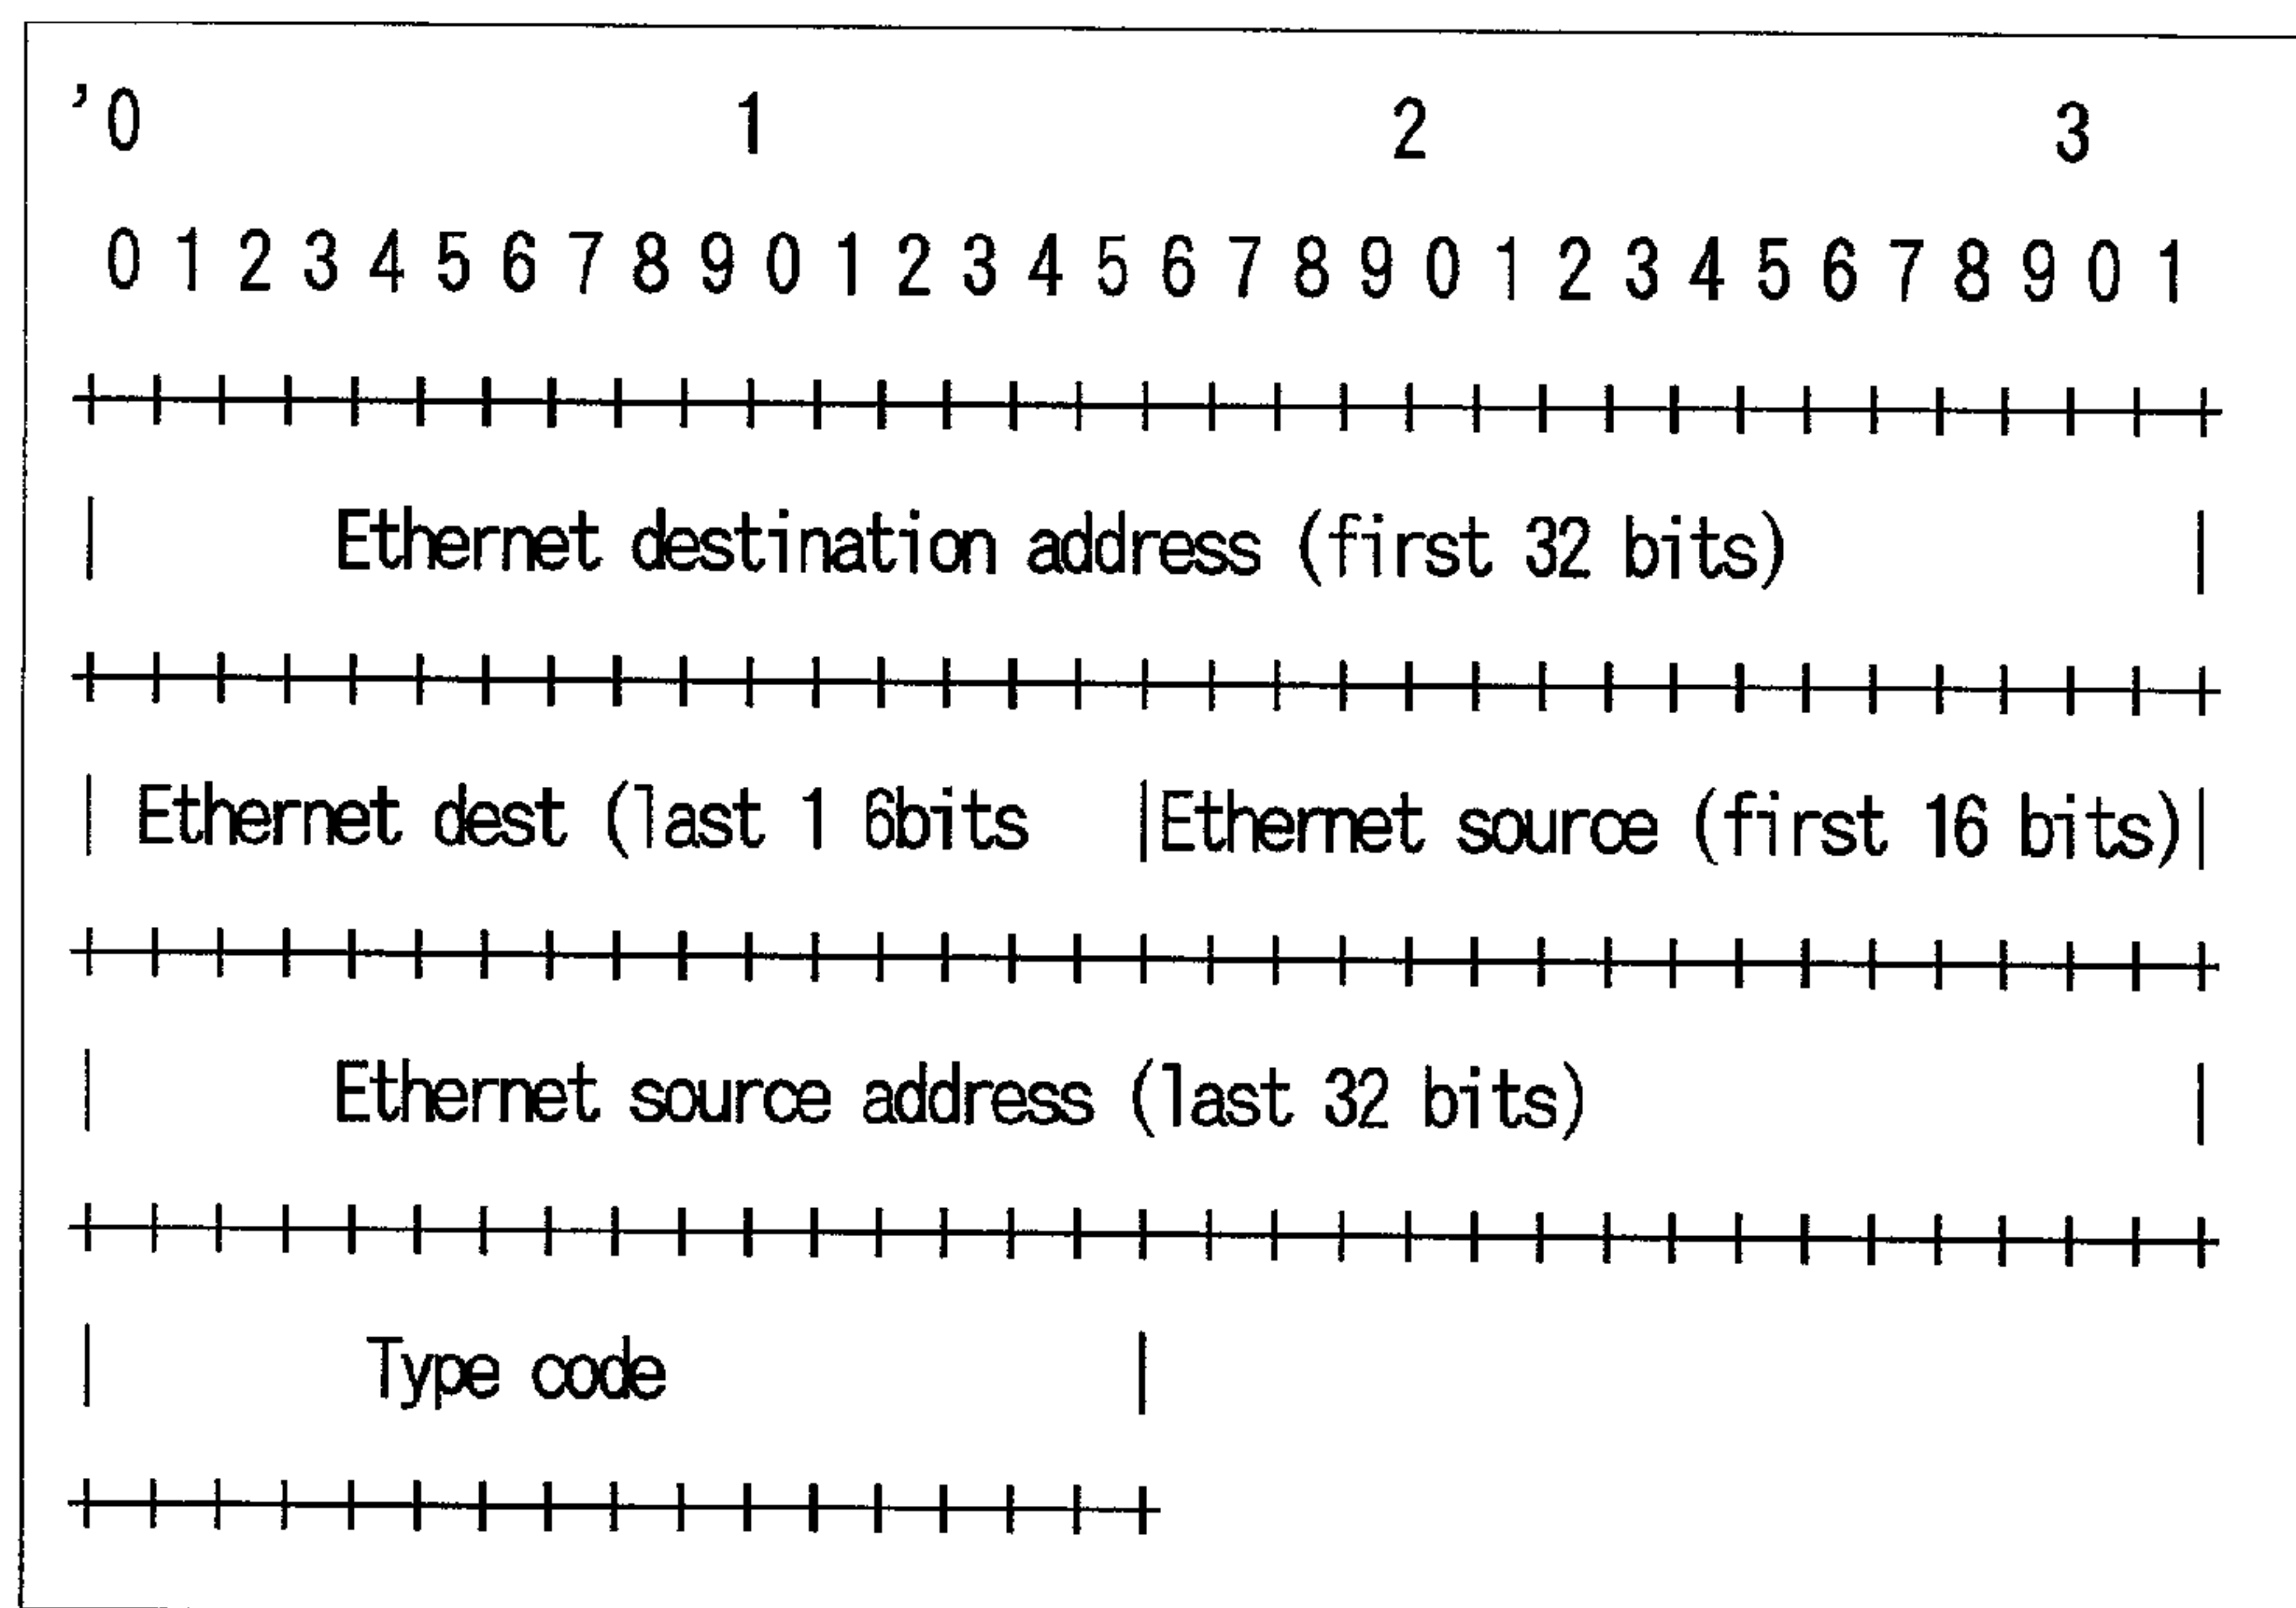 '0 1 2 3
0 1 2 3 4 5 6 7 8 9 0 1 2 3 4 5 6 7 8 9 0 1 2 3 4 5 6 7 8 9 0 1
+-+-+-+-+-+-+-+-+-+-+-+-+-+-+-+-+-+-+-+-+-+-+-+-+-+-+-+-+-+-+-+-+
| Ethernet destination address (first 32 bits) |
+-+-+-+-+-+-+-+-+-+-+-+-+-+-+-+-+-+-+-+-+-+-+-+-+-+-+-+-+-+-+-+-+
| Ethernet dest (last 1 6bits |Ethernet source (first 16 bits)|
+-+-+-+-+-+-+-+-+-+-+-+-+-+-+-+-+-+-+-+-+-+-+-+-+-+-+-+-+-+-+-+-+
| Ethernet source address (last 32 bits) |
+-+-+-+-+-+-+-+-+-+-+-+-+-+-+-+-+-+-+-+-+-+-+-+-+-+-+-+-+-+-+-+-+
| Type code |
+-+-+-+-+-+-+-+-+-+-+-+-+-+-+-+-+